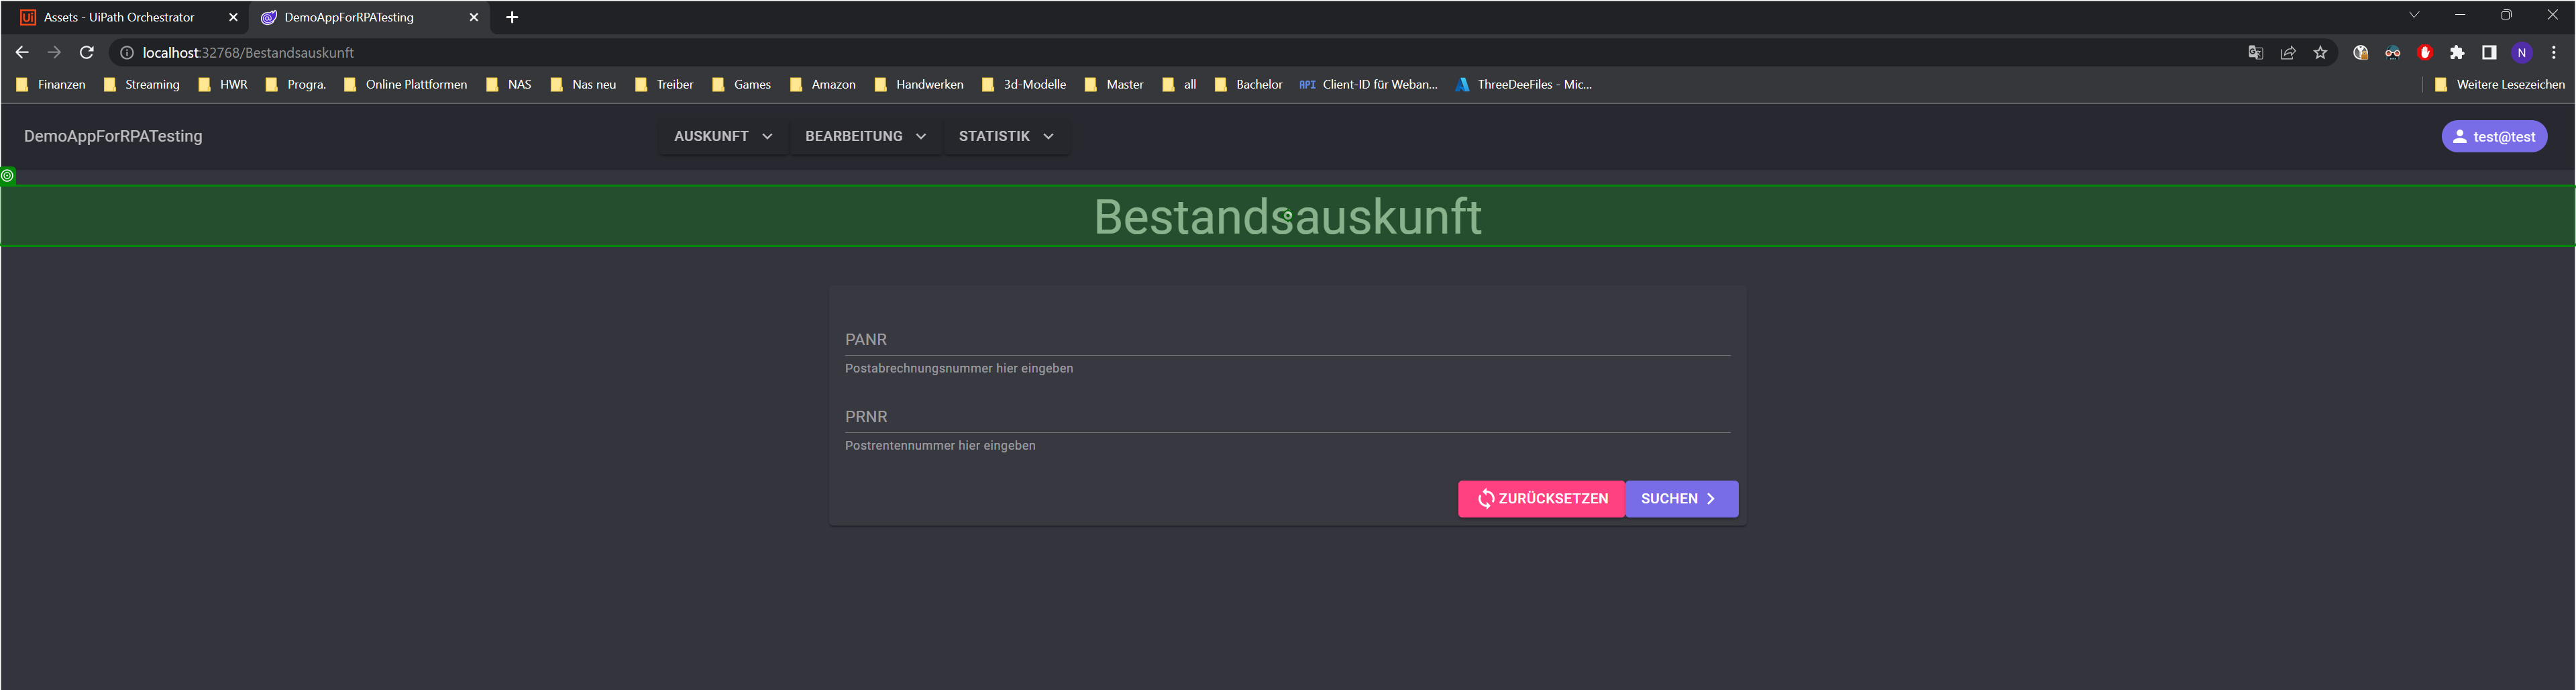 Assets - UiPath Orchestrator
DemoAppForRPATesting
localhost:32768/Bestandsauskunft
N
Finanzen Streaming HWR Progra. Online Plattformen NAS Nas neu Treiber Games Amazon Handwerken 3d-Modelle Master all Bachelor API Client-ID für Weban... ThreeDeeFiles - Mic... Weitere Lesezeichen
DemoAppForRPATesting AUSKUNFT BEARBEITUNG STATISTIK test@test
Bestandsauskunft
PANR
Postabrechnungsnummer hier eingeben
PRNR
Postrentennummer hier eingeben
ZURÜCKSETZEN SUCHEN